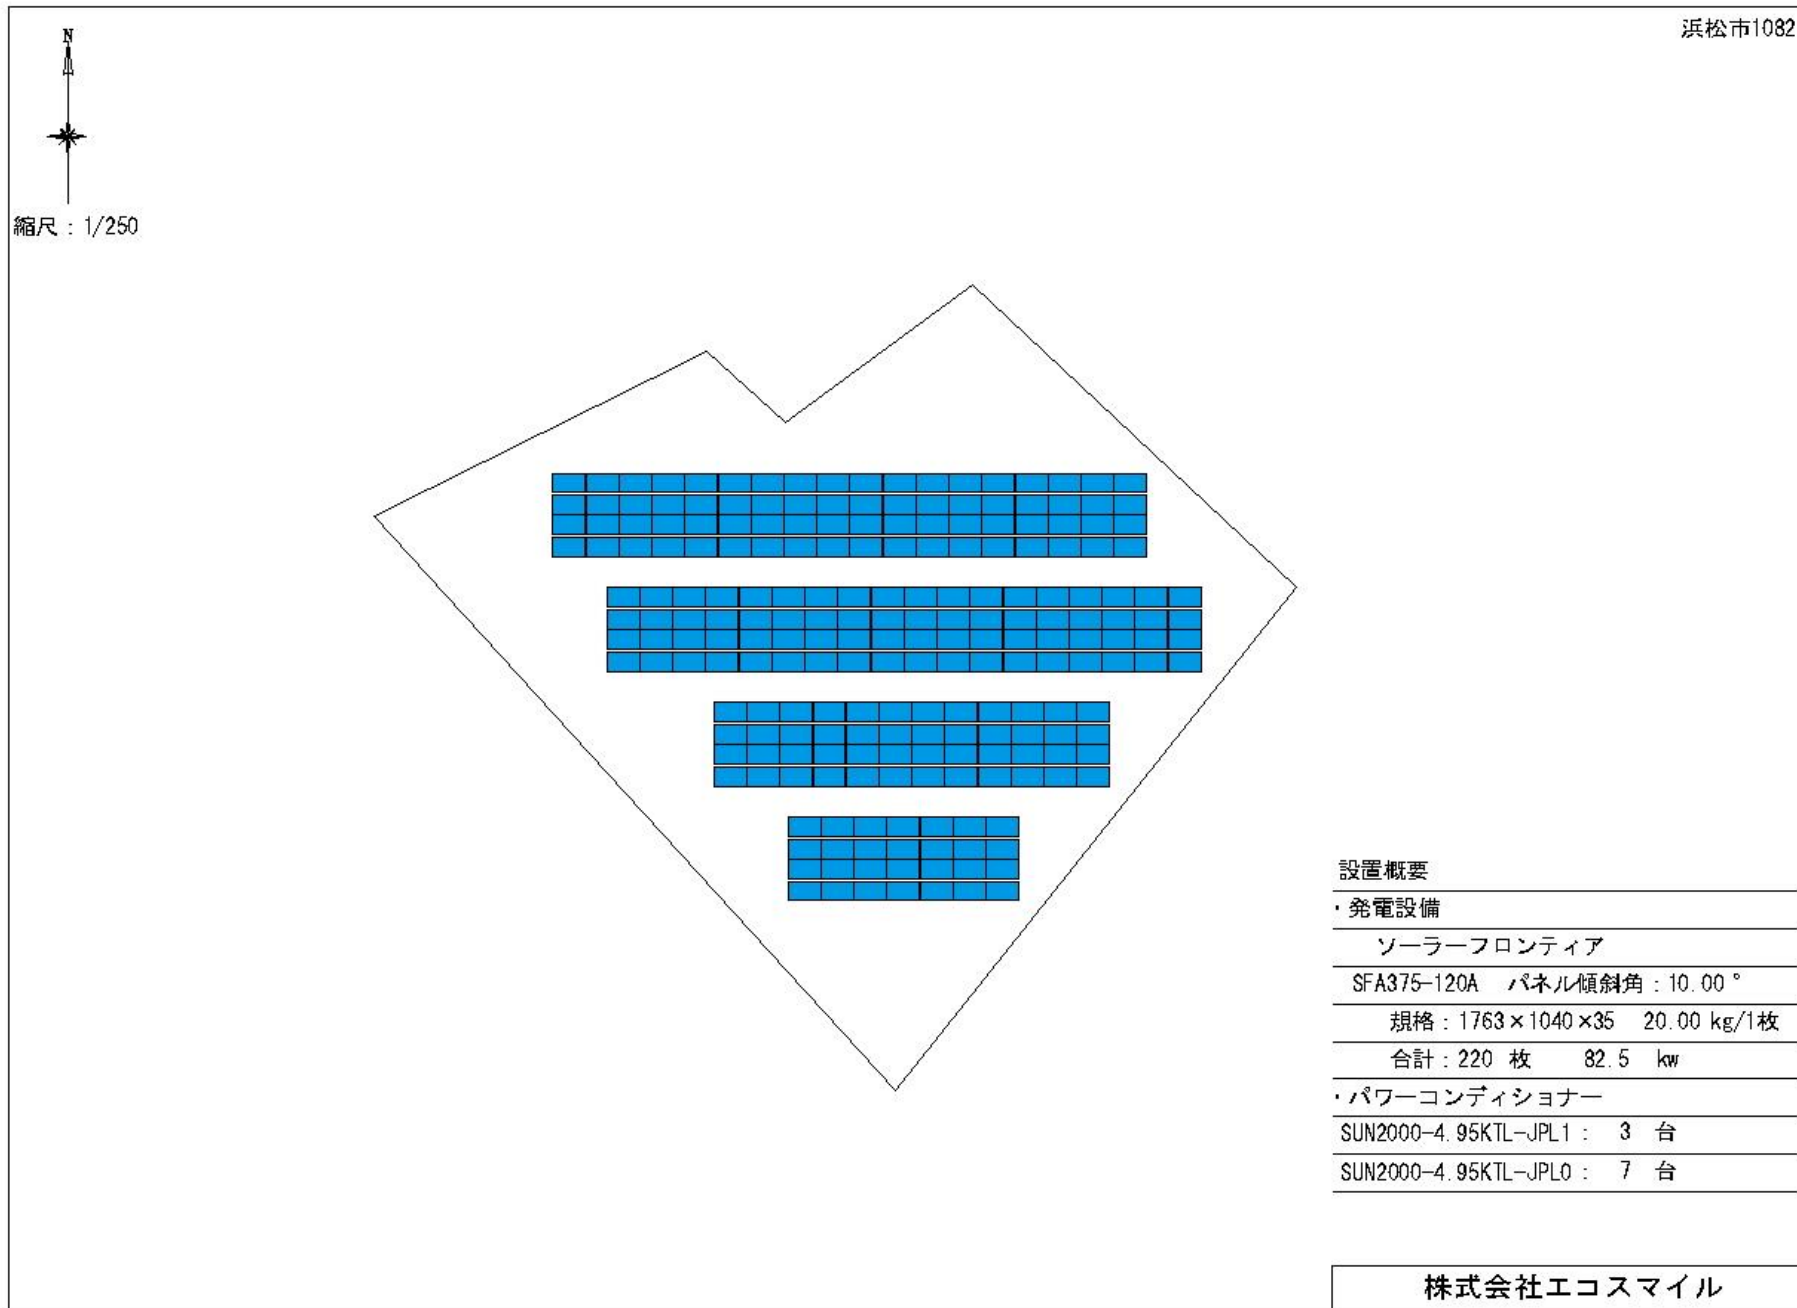 浜松市1082
N
縮尺：1/250
設置概要
・発電設備
ソーラーフロンティア
SFA375-120A　パネル傾斜角：10.00°
規格：1763×1040×35　20.00 kg/1枚
合計：220 枚　82.5 kw
・パワーコンディショナー
SUN2000-4.95KTL-JPL1：　3　台
SUN2000-4.95KTL-JPL0：　7　台
株式会社エコスマイル